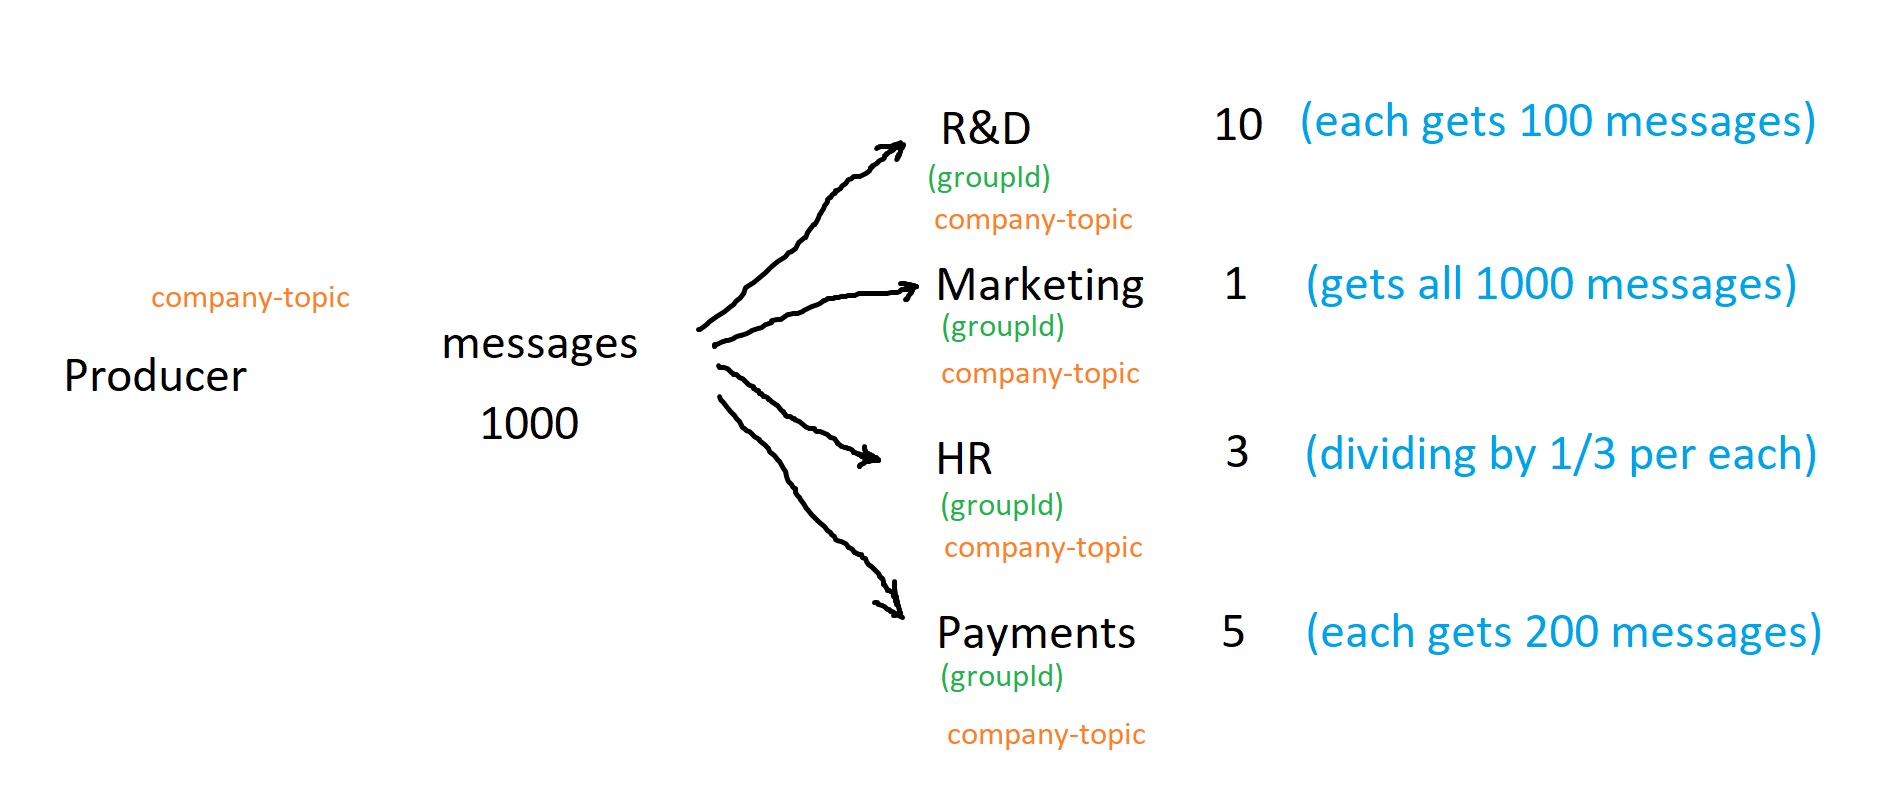 company-topic
Producer
messages
1000
R&D 10 (each gets 100 messages)
(groupId)
company-topic
Marketing 1 (gets all 1000 messages)
(groupId)
company-topic
HR 3 (dividing by 1/3 per each)
(groupId)
company-topic
Payments 5 (each gets 200 messages)
(groupId)
company-topic